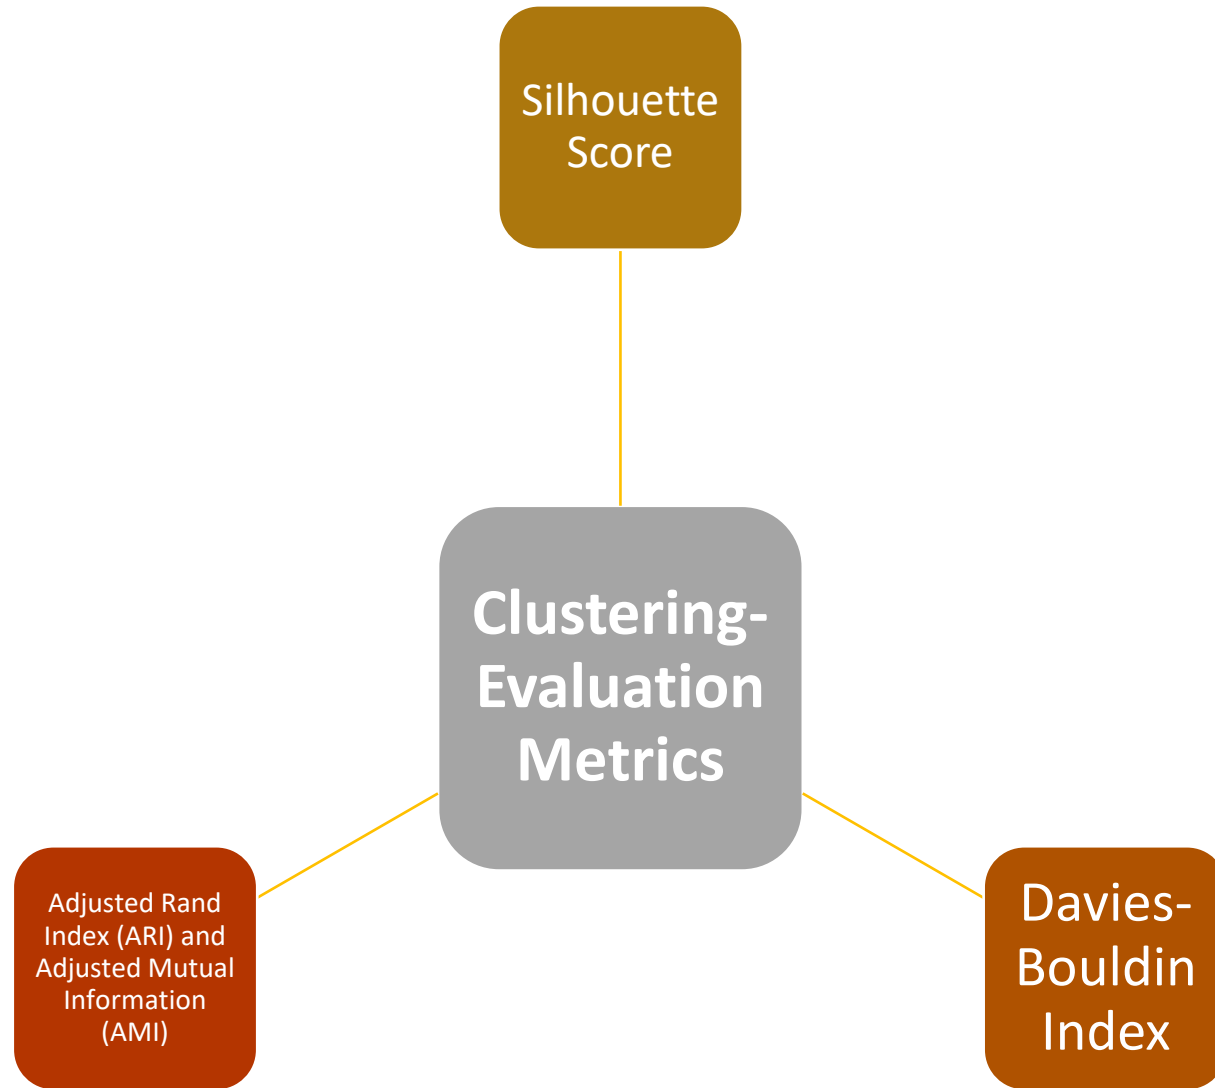 Silhouette
Score
Clustering-
Evaluation
Metrics
Adjusted Rand
Index (ARI) and
Adjusted Mutual
Information
(AMI)
Davies-
Bouldin
Index